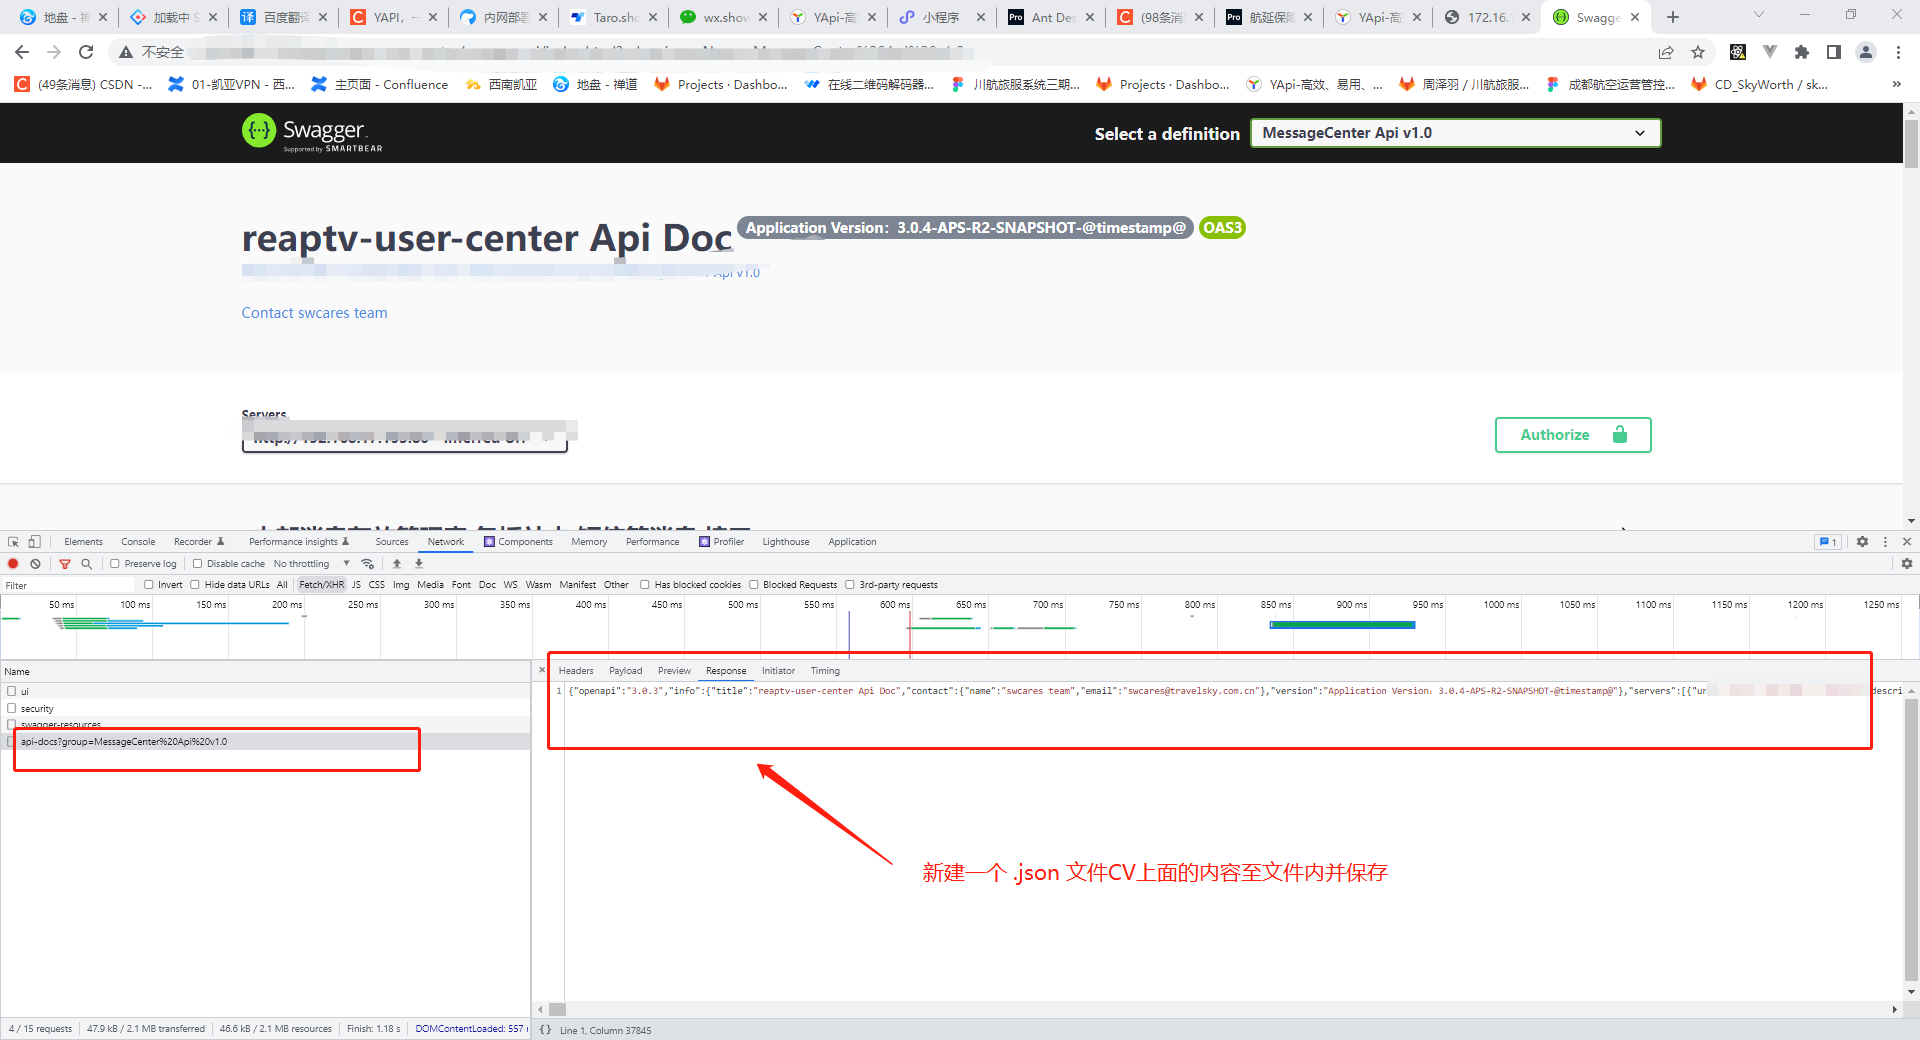 地盘 - 禅
加载中 S
百度翻译
YAPI，一
内网部署
Taro.sho
wx.show
YApi-高
小程序
Ant Des
(98条消
航延保障
YApi-高
172.16.
Swagge
不安全
(49条消息) CSDN -...
01-凯亚VPN - 西...
主页面 - Confluence
西南凯亚
地盘 - 禅道
Projects · Dashbo...
在线二维码解码器...
川航旅服系统三期...
Projects · Dashbo...
YApi-高效、易用、...
周泽羽 / 川航旅服...
成都航空运营管控...
CD_SkyWorth / sk...
Swagger
Supported by SMARTBEAR
Select a definition
MessageCenter Api v1.0
reaptv-user-center Api Doc
Application Version: 3.0.4-APS-R2-SNAPSHOT-@timestamp@
OAS3
Api v1.0
Contact swcares team
Servers
Authorize
Elements Console Recorder Performance insights Sources Network Components Memory Performance Profiler Lighthouse Application
1
Preserve log Disable cache No throttling
Filter Invert Hide data URLs All Fetch/XHR JS CSS Img Media Font Doc WS Wasm Manifest Other Has blocked cookies Blocked Requests 3rd-party requests
50 ms 100 ms 150 ms 200 ms 250 ms 300 ms 350 ms 400 ms 450 ms 500 ms 550 ms 600 ms 650 ms 700 ms 750 ms 800 ms 850 ms 900 ms 950 ms 1000 ms 1050 ms 1100 ms 1150 ms 1200 ms 1250 ms
Name
ui
security
swagger-resources
api-docs?group=MessageCenter%20Api%20v1.0
Headers Payload Preview Response Initiator Timing
1 {"openapi":"3.0.3","info":{"title":"reaptv-user-center Api Doc","contact":{"name":"swcares team","email":"swcares@travelsky.com.cn"},"version":"Application Version: 3.0.4-APS-R2-SNAPSHOT-@timestamp@"},"servers":[{"ur descri
新建一个 .json 文件CV上面的内容至文件内并保存
4 / 15 requests 47.9 kB / 2.1 MB transferred 46.6 kB / 2.1 MB resources Finish: 1.18 s DOMContentLoaded: 557
{} Line 1, Column 37845